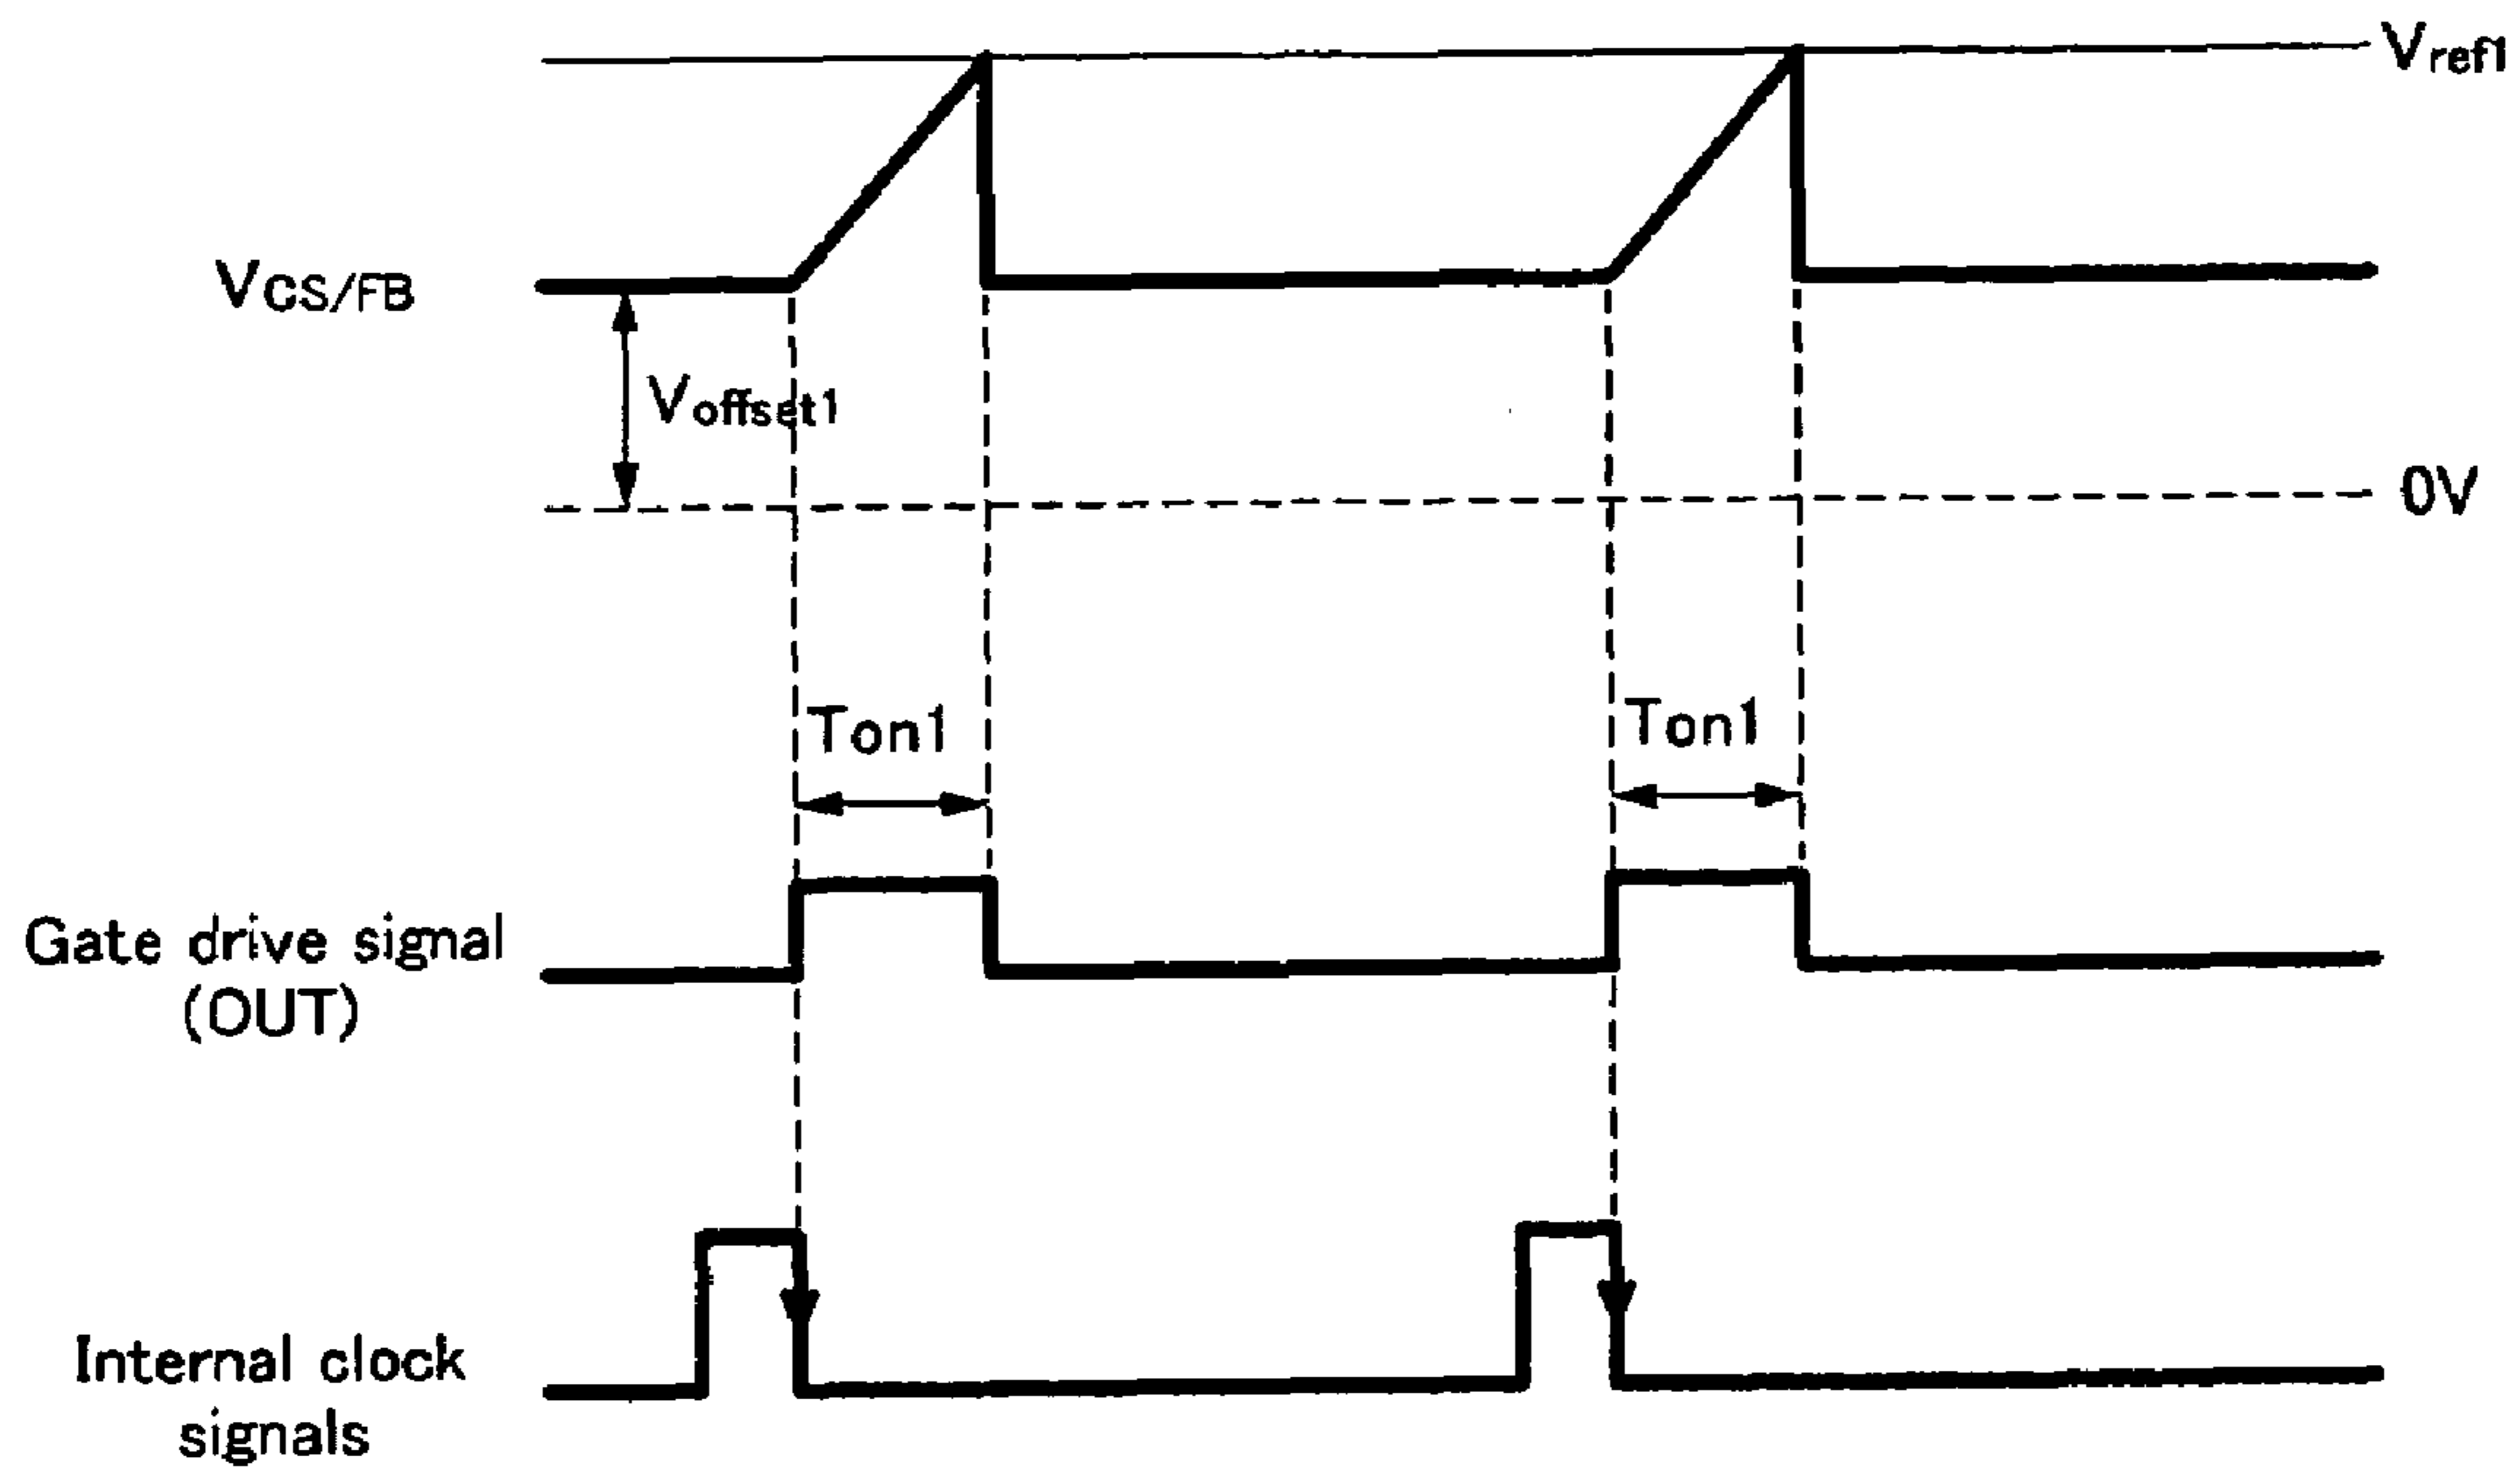 Vref1
VCS/FB
Voffset1
0V
Ton1
Ton1
Gate drive signal
(OUT)
Internal clock
signals